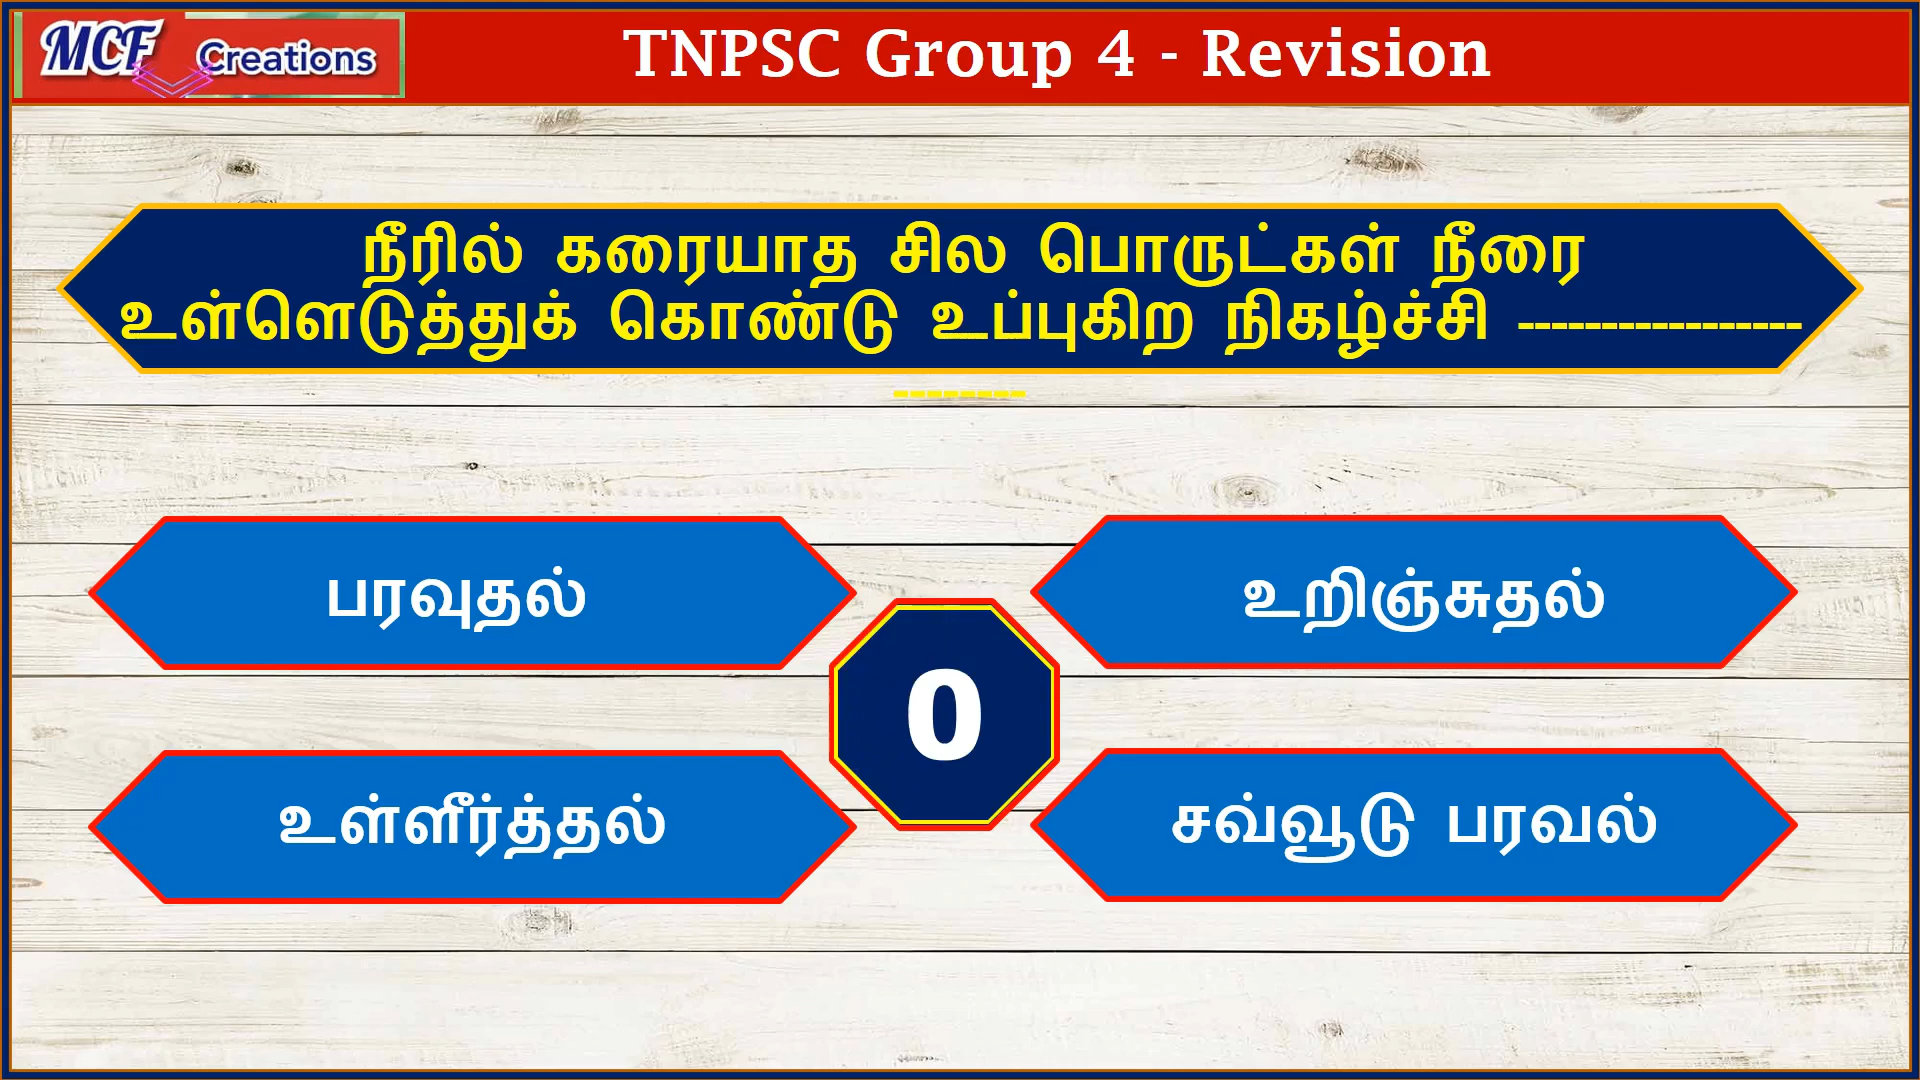 MCF Creations
TNPSC Group 4 - Revision
நீரில் கரையாத சில பொருட்கள் நீரை
உள்ளெடுத்துக் கொண்டு உப்புகிற நிகழ்ச்சி -----------------
--------
பரவுதல்
உறிஞ்சுதல்
0
உள்ளீர்த்தல்
சவ்வூடு பரவல்